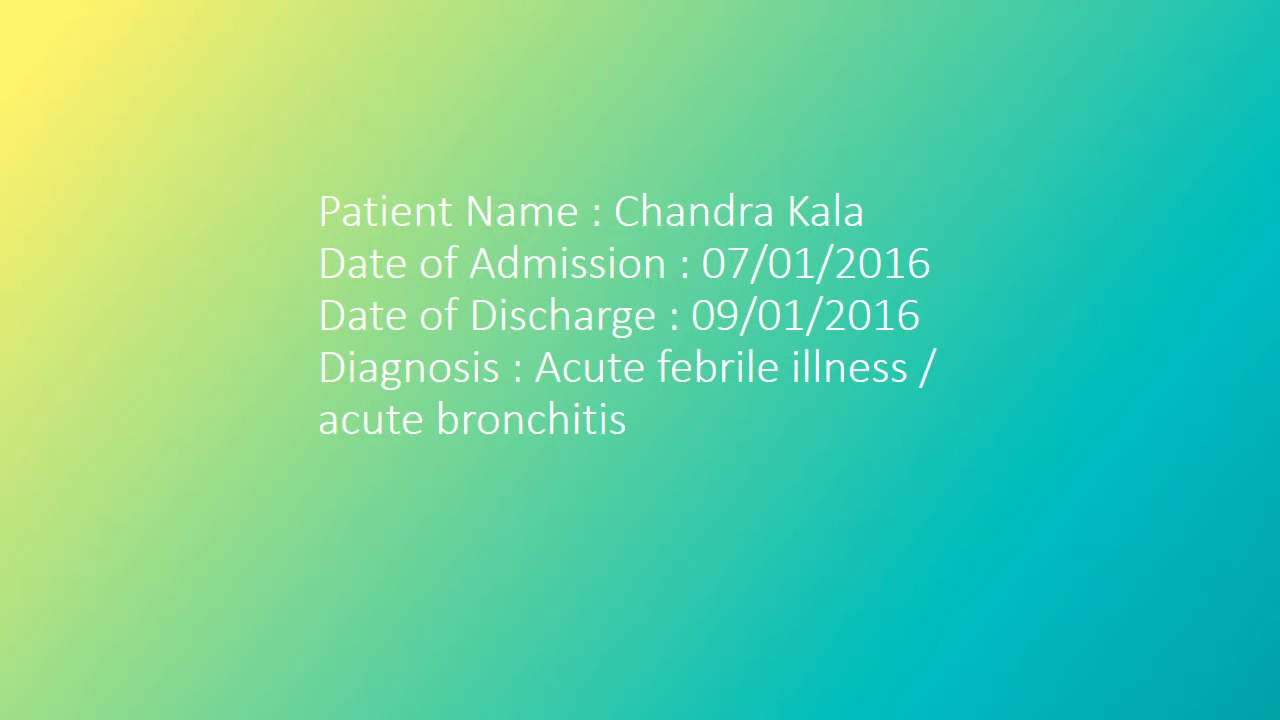 Patient Name : Chandra Kala
Date of Admission : 07/01/2016
Date of Discharge : 09/01/2016
Diagnosis : Acute febrile illness /
acute bronchitis